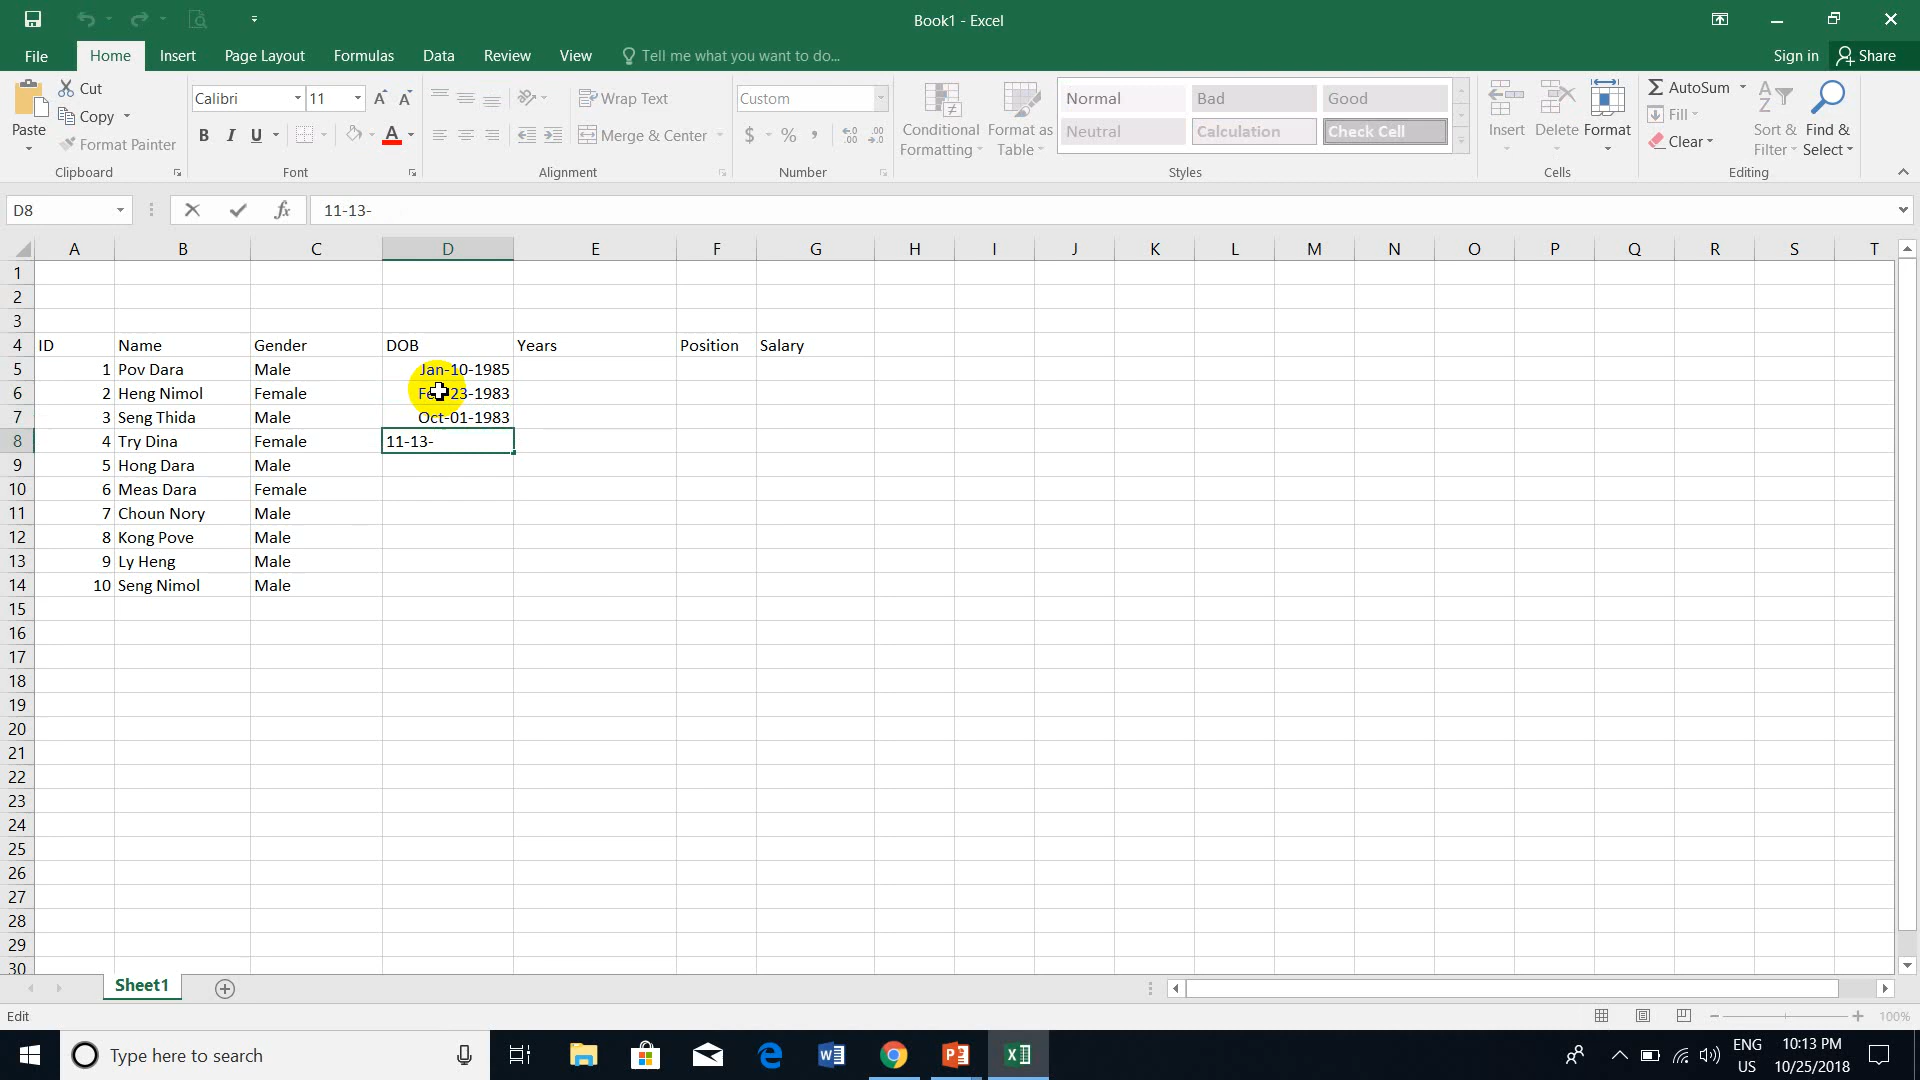 Book1 - Excel
File Home Insert Page Layout Formulas Data Review View Tell me what you want to do... Sign in Share
Cut
Copy
Format Painter
Paste
Clipboard
Calibri 11
B I U
Font
Wrap Text
Merge & Center
Alignment
Custom
$ % ,
Number
Conditional Formatting
Format as Table
Normal Bad Good
Neutral Calculation Check Cell
Styles
Insert Delete Format
Cells
AutoSum
Fill
Clear
Sort & Filter
Find & Select
Editing
D8 fx 11-13-
A B C D E F G H I J K L M N O P Q R S T
1
2
3
4 ID Name Gender DOB Years Position Salary
5 1 Pov Dara Male Jan-10-1985
6 2 Heng Nimol Female 23-1983
7 3 Seng Thida Male Oct-01-1983
8 4 Try Dina Female 11-13-
9 5 Hong Dara Male
10 6 Meas Dara Female
11 7 Choun Nory Male
12 8 Kong Pove Male
13 9 Ly Heng Male
14 10 Seng Nimol Male
15
16
17
18
19
20
21
22
23
24
25
26
27
28
29
30
Sheet1
Edit 100%
Type here to search
ENG 10:13 PM
US 10/25/2018